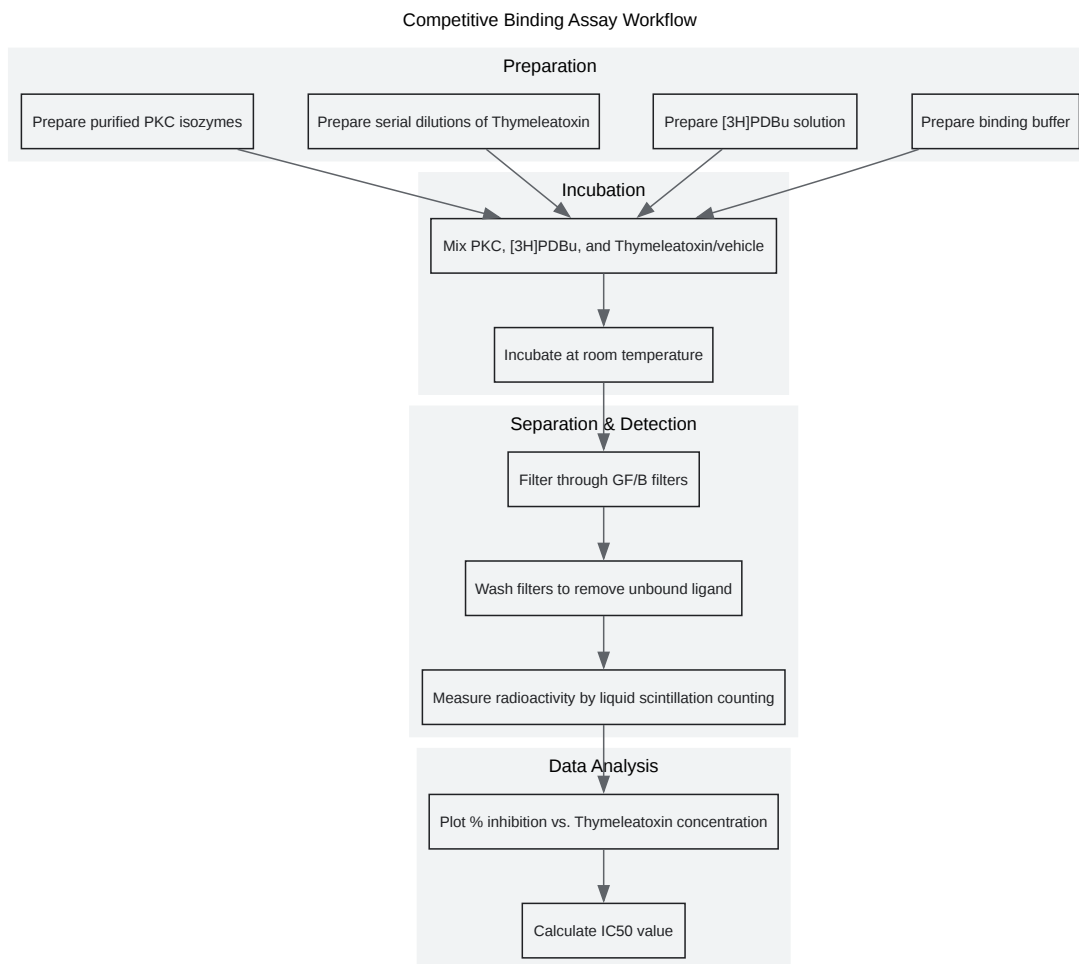 Competitive Binding Assay Workflow
Preparation
Prepare purified PKC isozymes
Prepare serial dilutions of Thymeleatoxin
Prepare [3H]PDBu solution
Prepare binding buffer
Incubation
Mix PKC, [3H]PDBu, and Thymeleatoxin/vehicle
Incubate at room temperature
Separation & Detection
Filter through GF/B filters
Wash filters to remove unbound ligand
Measure radioactivity by liquid scintillation counting
Data Analysis
Plot % inhibition vs. Thymeleatoxin concentration
Calculate IC50 value